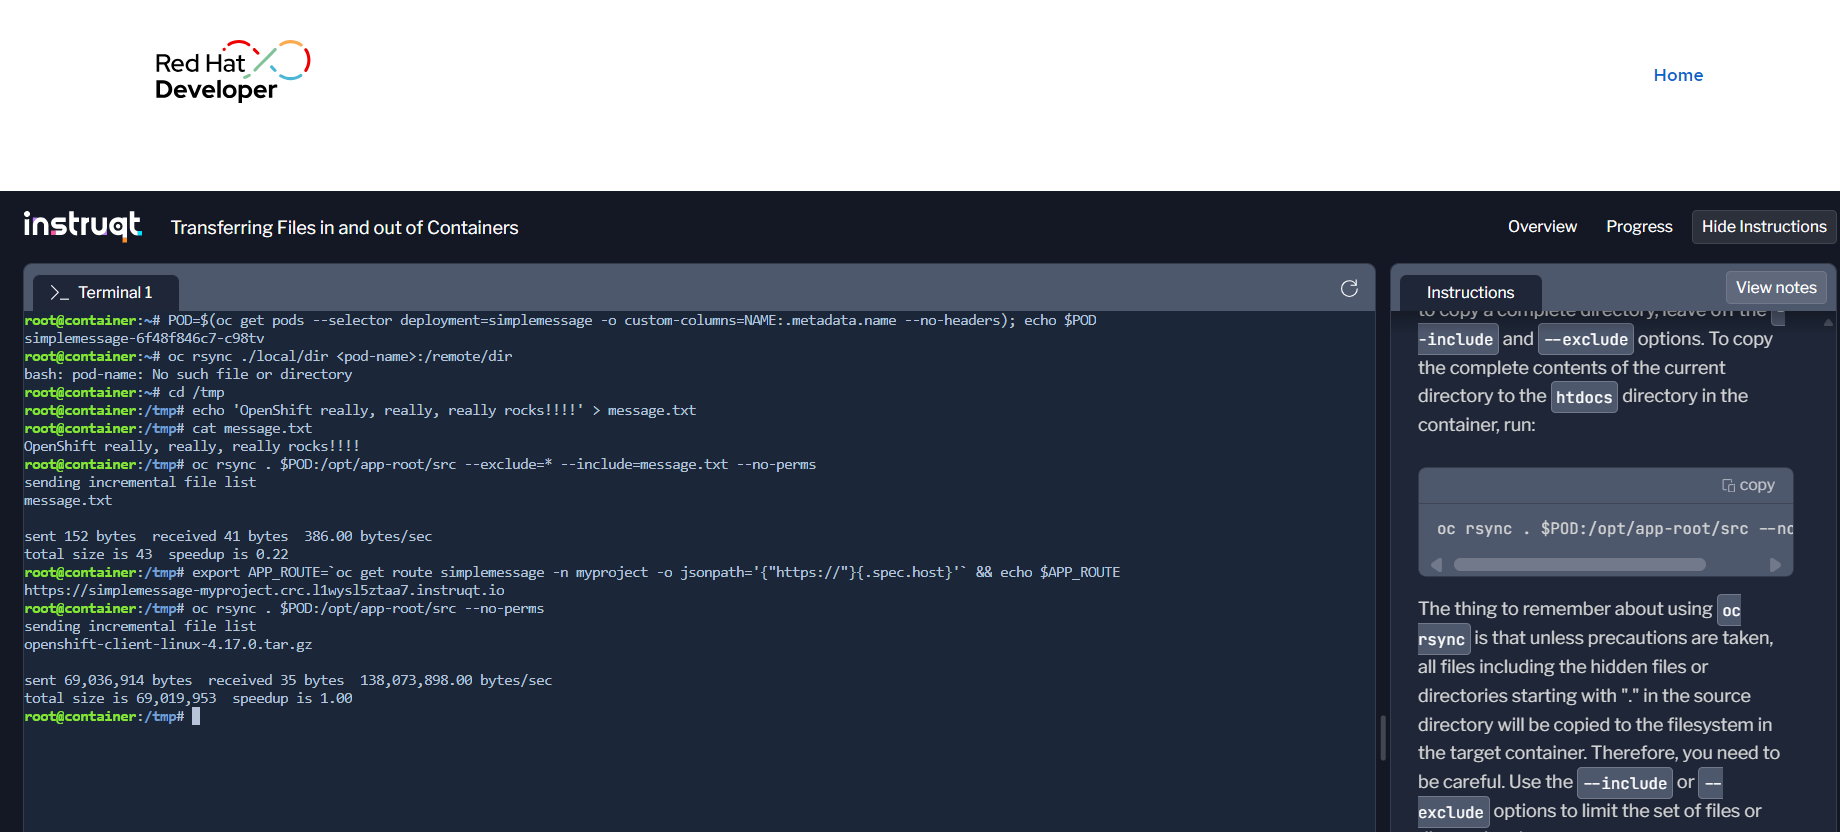 Red Hat
Developer
Home
instruqt
Transferring Files in and out of Containers
Overview
Progress
Hide Instructions
>_ Terminal 1
root@container:~# POD=$(oc get pods --selector deployment=simplemessage -o custom-columns=NAME:.metadata.name --no-headers); echo $POD
simplemessage-6f48f846c7-c98tv
root@container:~# oc rsync ./local/dir <pod-name>:/remote/dir
bash: pod-name: No such file or directory
root@container:~# cd /tmp
root@container:/tmp# echo 'OpenShift really, really, really rocks!!!!' > message.txt
root@container:/tmp# cat message.txt
OpenShift really, really, really rocks!!!!
root@container:/tmp# oc rsync . $POD:/opt/app-root/src --exclude=* --include=message.txt --no-perms
sending incremental file list
message.txt
sent 152 bytes  received 41 bytes  386.00 bytes/sec
total size is 43  speedup is 0.22
root@container:/tmp# export APP_ROUTE=`oc get route simplemessage -n myproject -o jsonpath='{"https://"}{.spec.host}'` && echo $APP_ROUTE
https://simplemessage-myproject.crc.l1wysl5ztaa7.instruqt.io
root@container:/tmp# oc rsync . $POD:/opt/app-root/src --no-perms
sending incremental file list
openshift-client-linux-4.17.0.tar.gz
sent 69,036,914 bytes  received 35 bytes  138,073,898.00 bytes/sec
total size is 69,019,953  speedup is 1.00
root@container:/tmp#
Instructions
View notes
to copy a complete directory, leave off the -
-include and --exclude options. To copy
the complete contents of the current
directory to the htdocs directory in the
container, run:
copy
oc rsync . $POD:/opt/app-root/src --no
The thing to remember about using oc
rsync is that unless precautions are taken,
all files including the hidden files or
directories starting with "." in the source
directory will be copied to the filesystem in
the target container. Therefore, you need to
be careful. Use the --include or --
exclude options to limit the set of files or